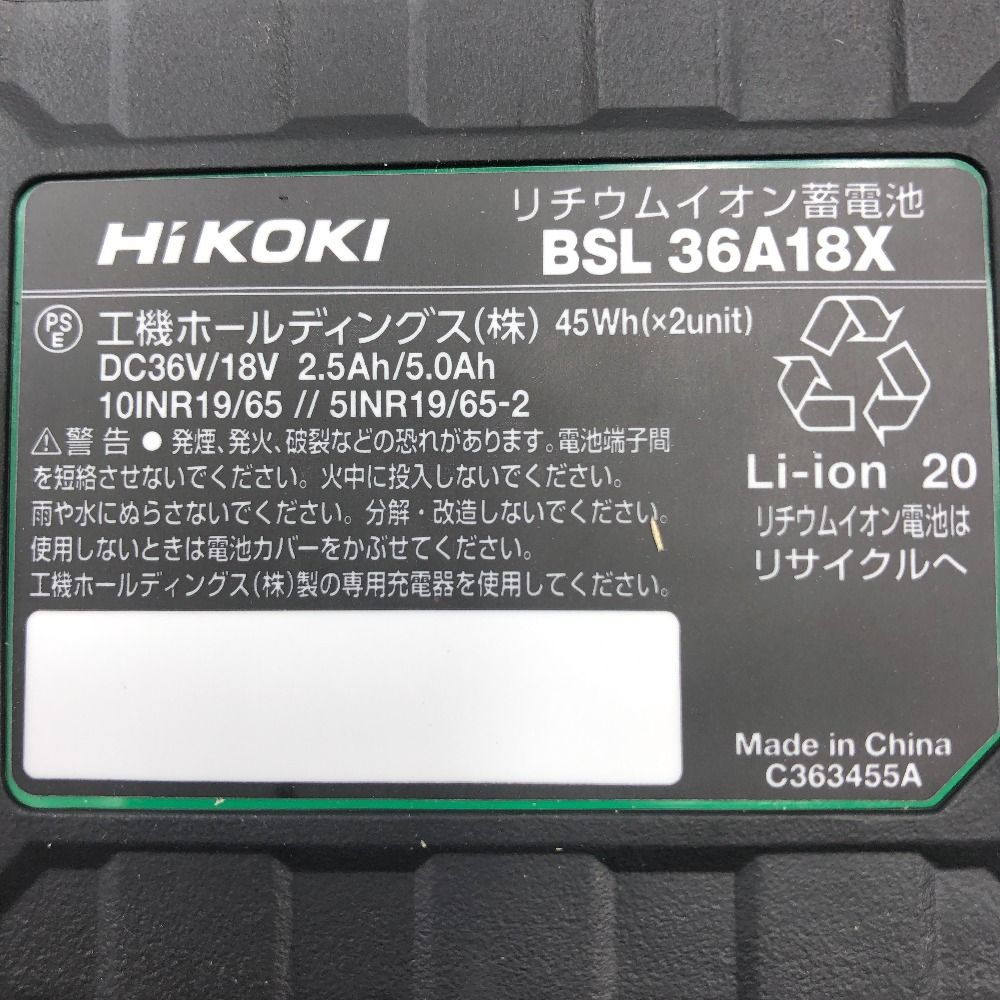 HiKOKI
リチウムイオン蓄電池
BSL 36A18X
PSE 工機ホールディングス(株) 45Wh(×2unit)
DC36V/18V 2.5Ah/5.0Ah
10INR19/65 // 5INR19/65-2
⚠警告 ● 発煙、発火、破裂などの恐れがあります。電池端子間
を短絡させないでください。火中に投入しないでください。
雨や水にぬらさないでください。分解・改造しないでください。
使用しないときは電池カバーをかぶせてください。
工機ホールディングス(株)製の専用充電器を使用してください。
Li-ion 20
リチウムイオン電池は
リサイクルへ
Made in China
C363455A